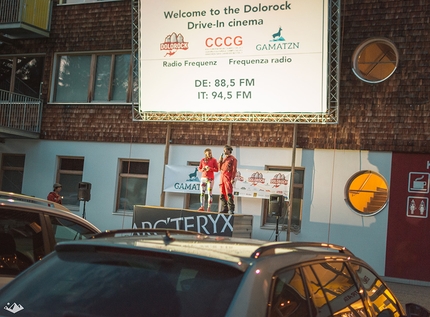 Welcome to the Dolorock
Drive-In cinema
DOLOROCK
CCCG
GAMATZN
Radio Frequenz
Frequenza radio
DE: 88,5 FM
IT: 94,5 FM
GAMATZN
ARC'TERYX